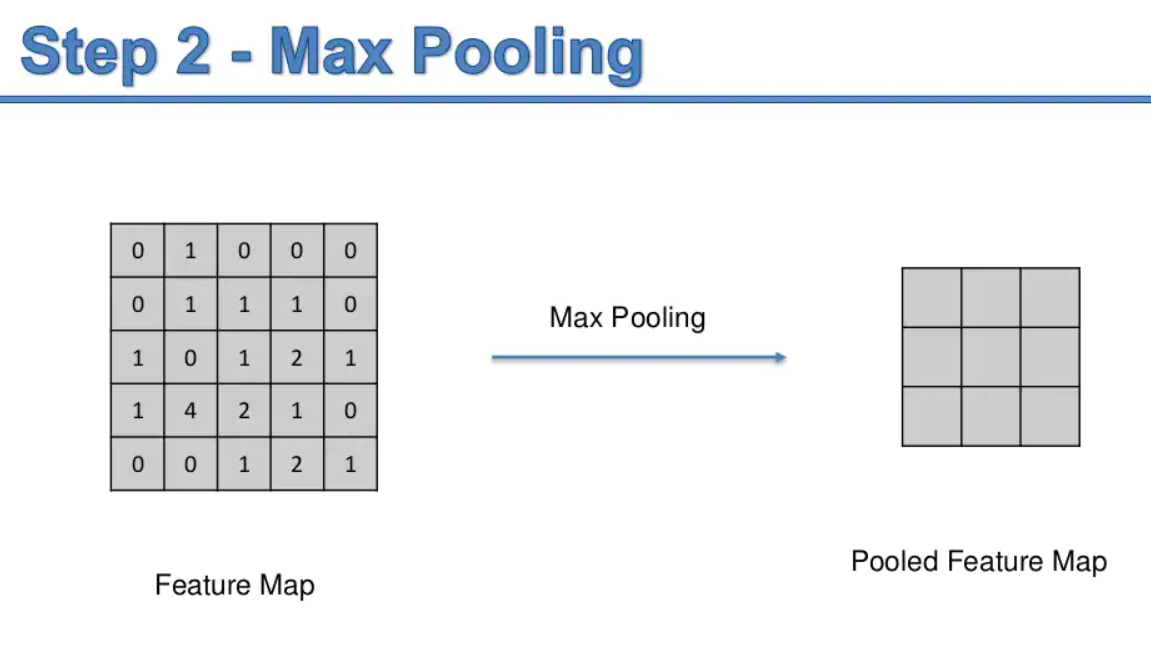 Step 2 - Max Pooling
0 1 0 0 0
0 1 1 1 0
1 0 1 2 1
1 4 2 1 0
0 0 1 2 1
Max Pooling
Feature Map
Pooled Feature Map